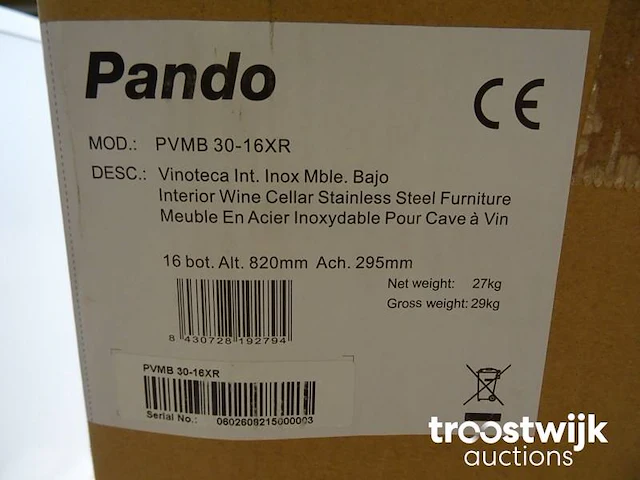 Pando
CE
MOD.: PVMB 30-16XR
DESC.: Vinoteca Int. Inox Mble. Bajo
Interior Wine Cellar Stainless Steel Furniture
Meuble En Acier Inoxydable Pour Cave à Vin
16 bot. Alt. 820mm Ach. 295mm
Net weight: 27kg
Gross weight: 29kg
8 430728 192794
PVMB 30-16XR
Serial No.: 0602608215000003
troostwijk
auctions